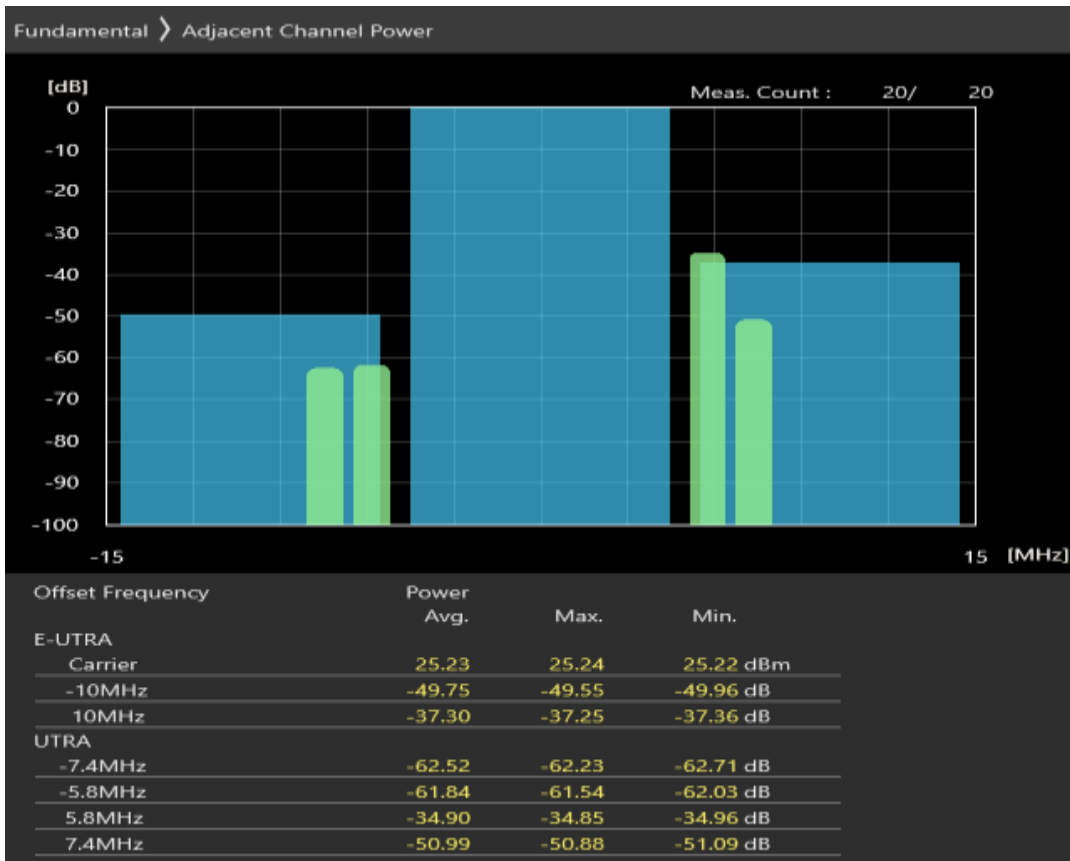 Fundamental 〉 Adjacent Channel Power
[dB]
Meas. Count : 20/ 20
0
-10
-20
-30
-40
-50
-60
-70
-80
-90
-100
-15 15 [MHz]
Offset Frequency Power
Avg. Max. Min.
E-UTRA
Carrier 25.23 25.24 25.22 dBm
-10MHz -49.75 -49.55 -49.96 dB
10MHz -37.30 -37.25 -37.36 dB
UTRA
-7.4MHz -62.52 -62.23 -62.71 dB
-5.8MHz -61.84 -61.54 -62.03 dB
5.8MHz -34.90 -34.85 -34.96 dB
7.4MHz -50.99 -50.88 -51.09 dB